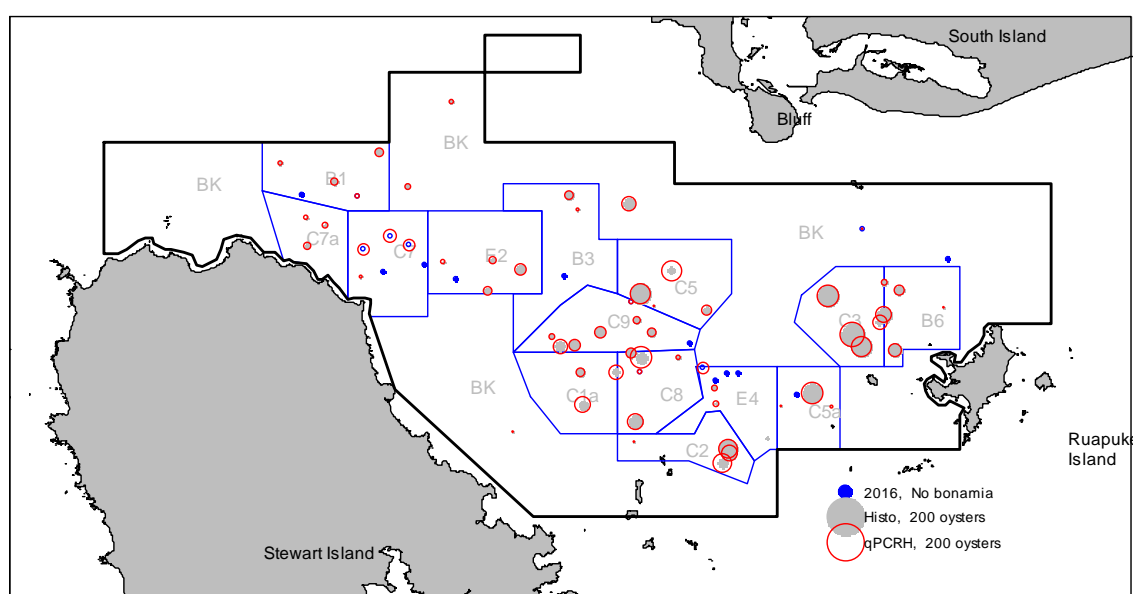 South Island
Bluff
BK
BK
B1
BK
C7a
C7
E2
B3
BK
C5
C9
C3
B6
BK
C1a
C8
E4
C5a
C2
Ruapuke
Island
2016, No bonamia
Histo, 200 oysters
qPCRH, 200 oysters
Stewart Island